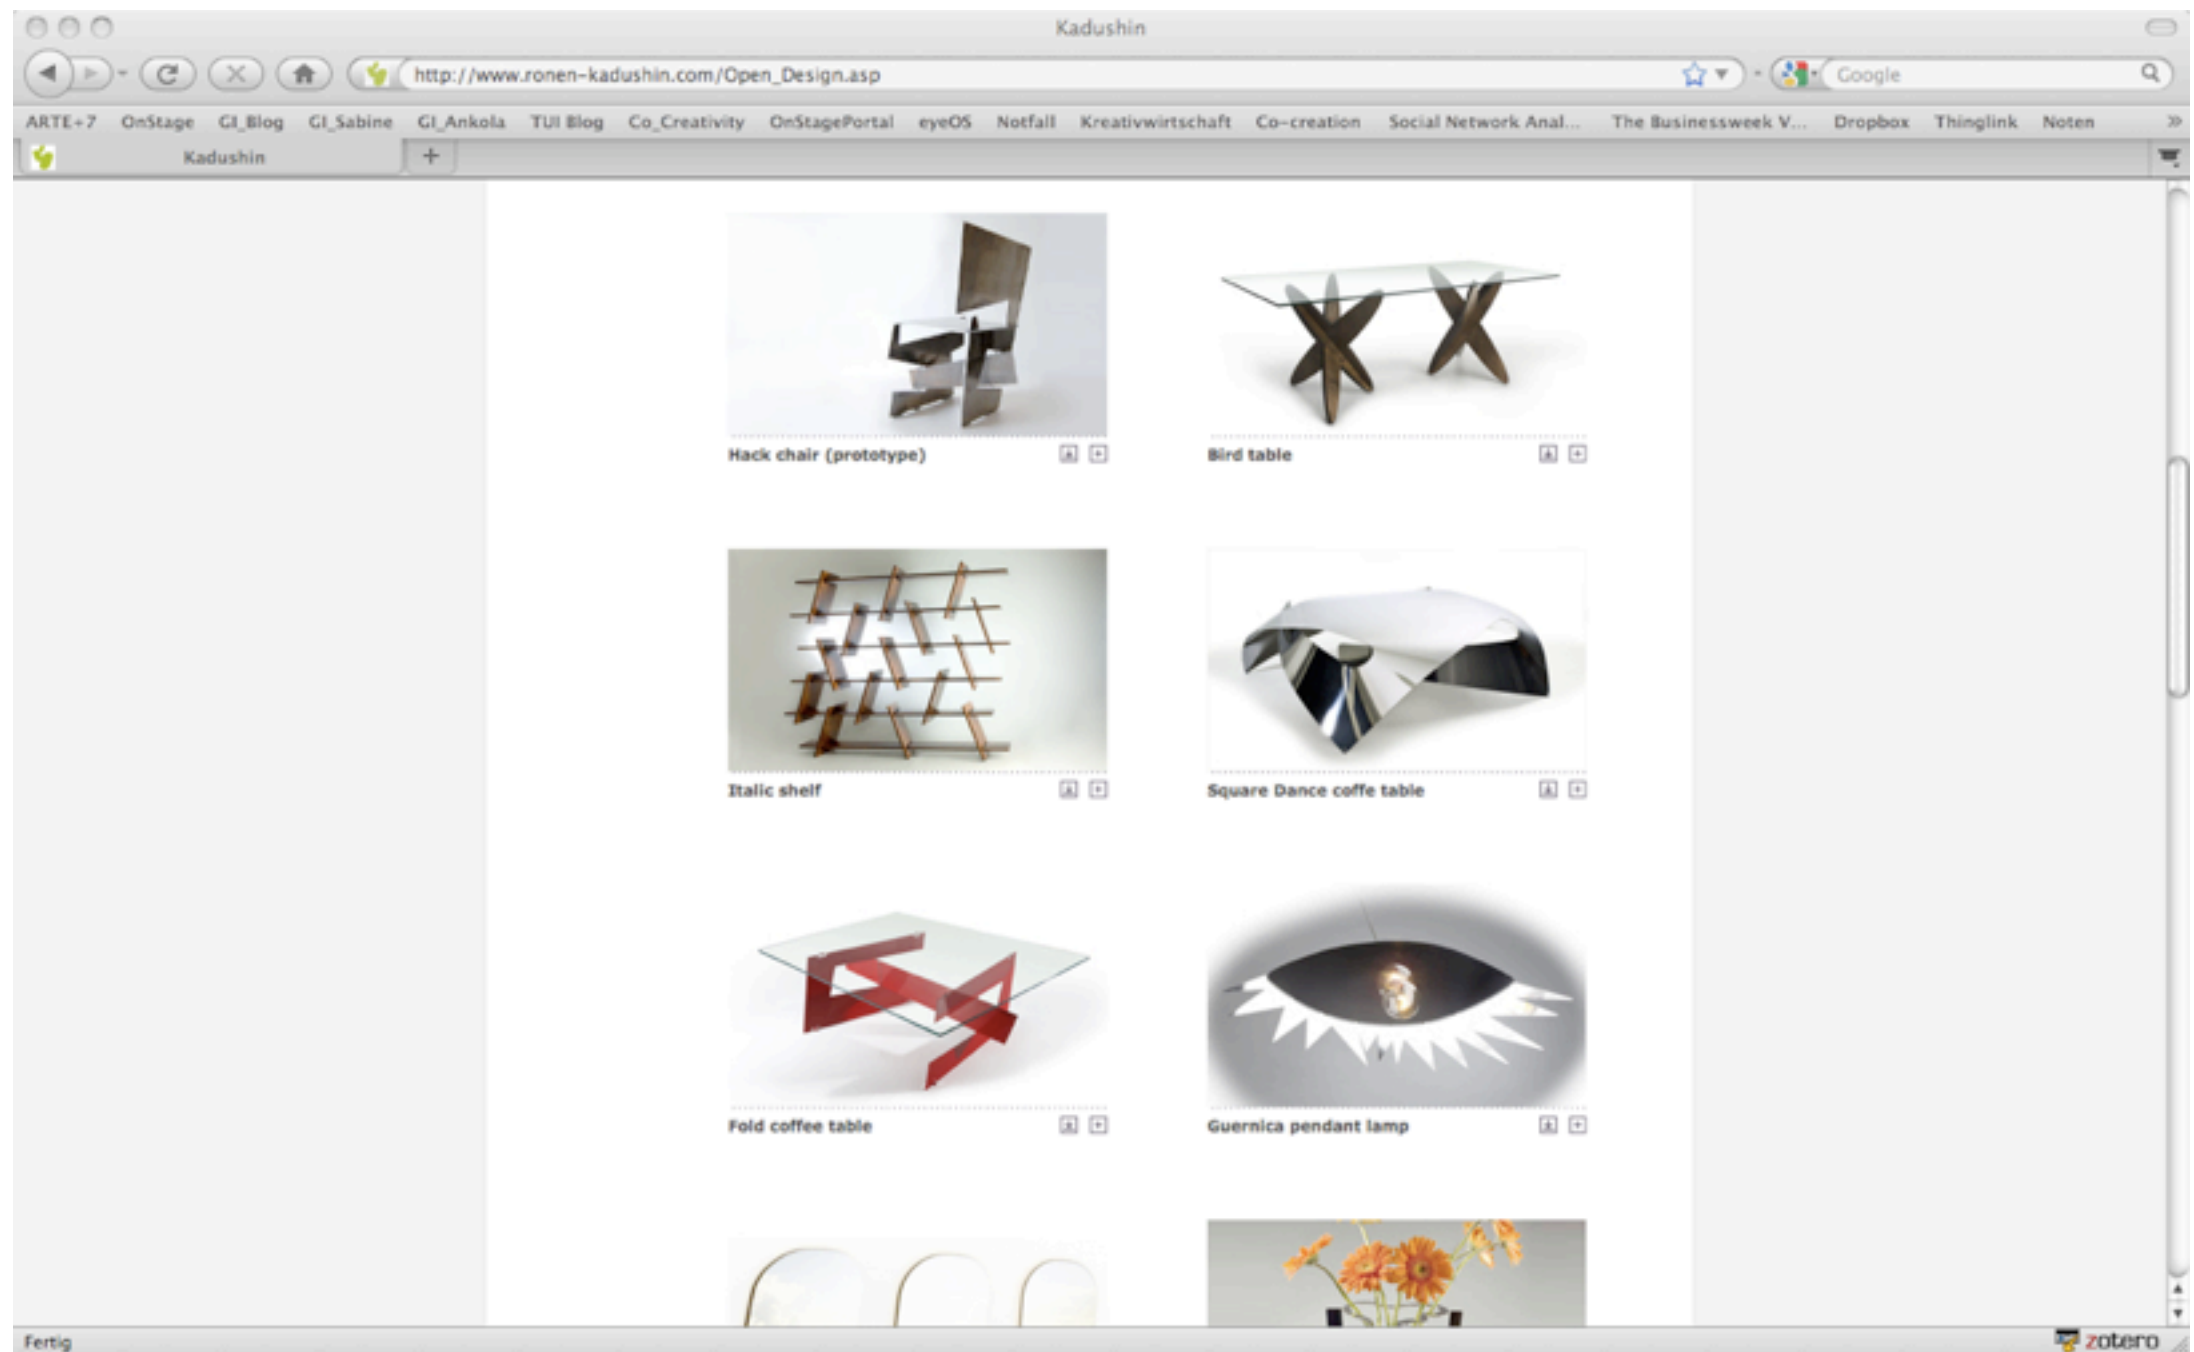 Kadushin
http://www.ronen-kadushin.com/Open_Design.asp
Google
ARTE+7 OnStage GI_Blog GI_Sabine GI_Ankola TUI Blog Co_Creativity OnStagePortal eyeOS Notfall Kreativwirtschaft Co-creation Social Network Anal... The Businessweek V... Dropbox Thinglink Noten »
Kadushin
Hack chair (prototype)
Bird table
Italic shelf
Square Dance coffe table
Fold coffee table
Guernica pendant lamp
Fertig
zotero